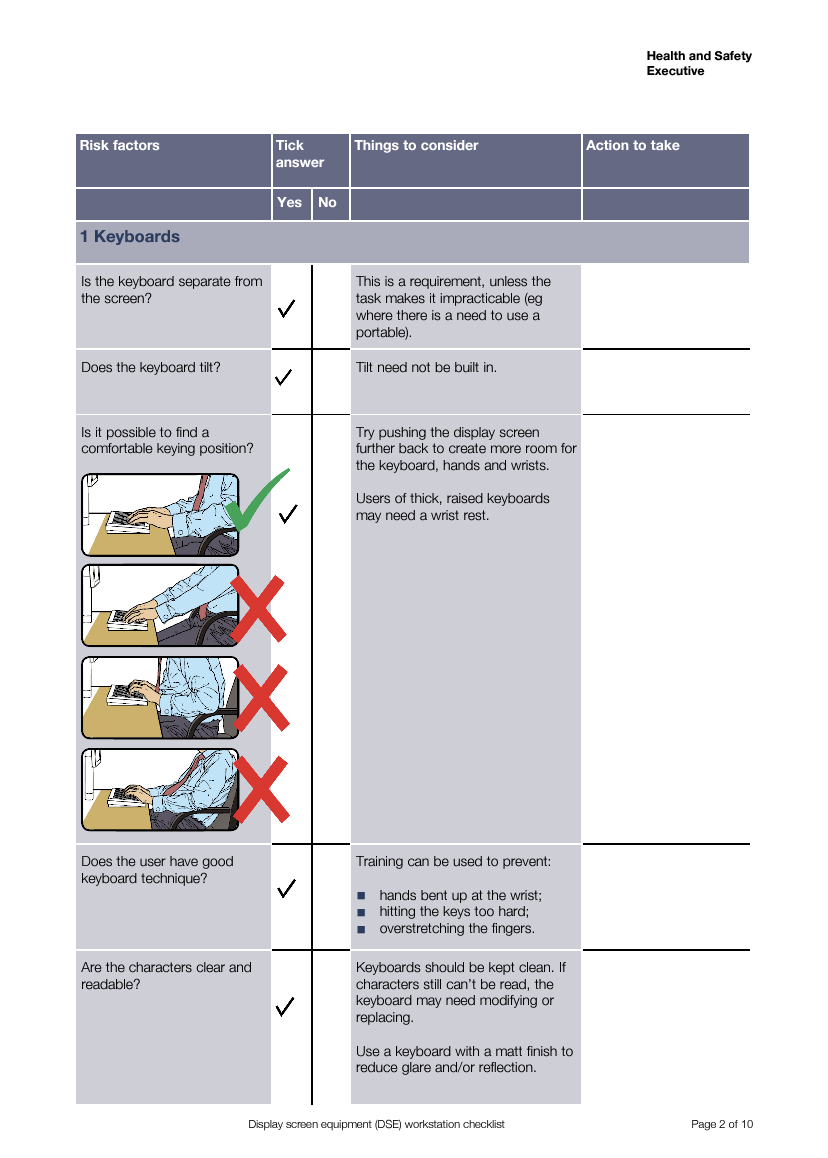 Health and Safety
Executive
Risk factors
Tick
answer
Things to consider
Action to take
Yes
No
1 Keyboards
Is the keyboard separate from
the screen?
This is a requirement, unless the
task makes it impracticable (eg
where there is a need to use a
portable).
Does the keyboard tilt?
Tilt need not be built in.
Is it possible to find a
comfortable keying position?
Try pushing the display screen
further back to create more room for
the keyboard, hands and wrists.
Users of thick, raised keyboards
may need a wrist rest.
Does the user have good
keyboard technique?
Training can be used to prevent:
■ hands bent up at the wrist;
■ hitting the keys too hard;
■ overstretching the fingers.
Are the characters clear and
readable?
Keyboards should be kept clean. If
characters still can’t be read, the
keyboard may need modifying or
replacing.
Use a keyboard with a matt finish to
reduce glare and/or reflection.
Display screen equipment (DSE) workstation checklist
Page 2 of 10